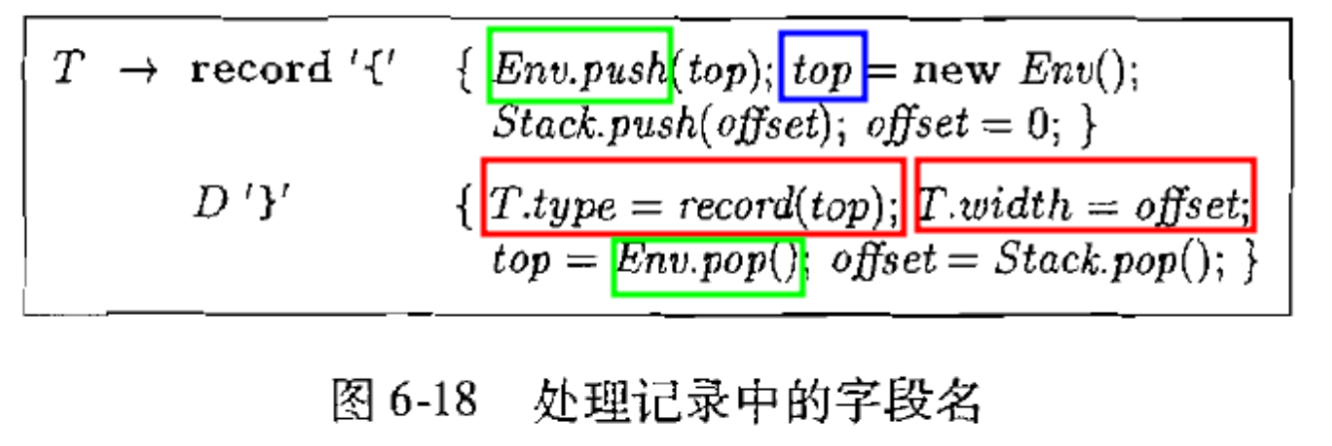 T → record '{' { Env.push(top); top = new Env();
Stack.push(offset); offset = 0; }
D '}' { T.type = record(top); T.width = offset;
top = Env.pop(); offset = Stack.pop(); }
图 6-18 处理记录中的字段名